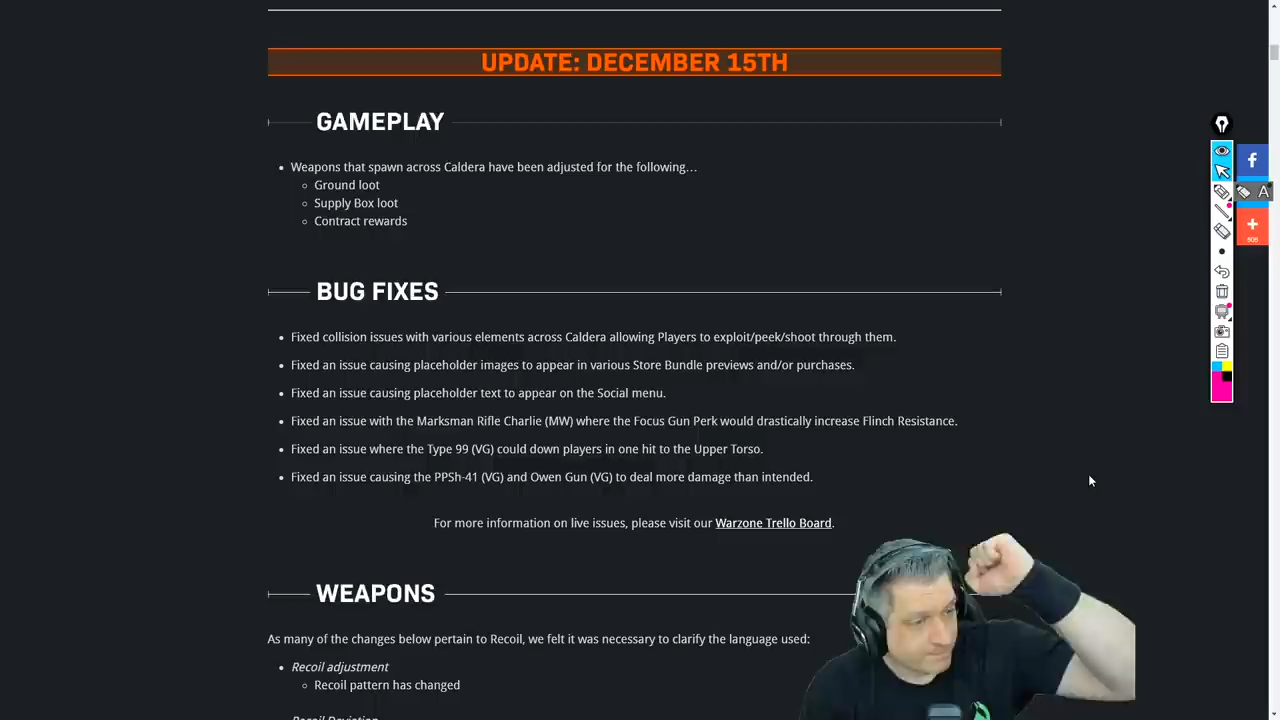 UPDATE: DECEMBER 15TH
GAMEPLAY
Weapons that spawn across Caldera have been adjusted for the following…
Ground loot
Supply Box loot
Contract rewards
BUG FIXES
Fixed collision issues with various elements across Caldera allowing Players to exploit/peek/shoot through them.
Fixed an issue causing placeholder images to appear in various Store Bundle previews and/or purchases.
Fixed an issue causing placeholder text to appear on the Social menu.
Fixed an issue with the Marksman Rifle Charlie (MW) where the Focus Gun Perk would drastically increase Flinch Resistance.
Fixed an issue where the Type 99 (VG) could down players in one hit to the Upper Torso.
Fixed an issue causing the PPSh-41 (VG) and Owen Gun (VG) to deal more damage than intended.
For more information on live issues, please visit our Warzone Trello Board.
WEAPONS
As many of the changes below pertain to Recoil, we felt it was necessary to clarify the language used:
Recoil adjustment
Recoil pattern has changed
Recoil Deviation
f
A